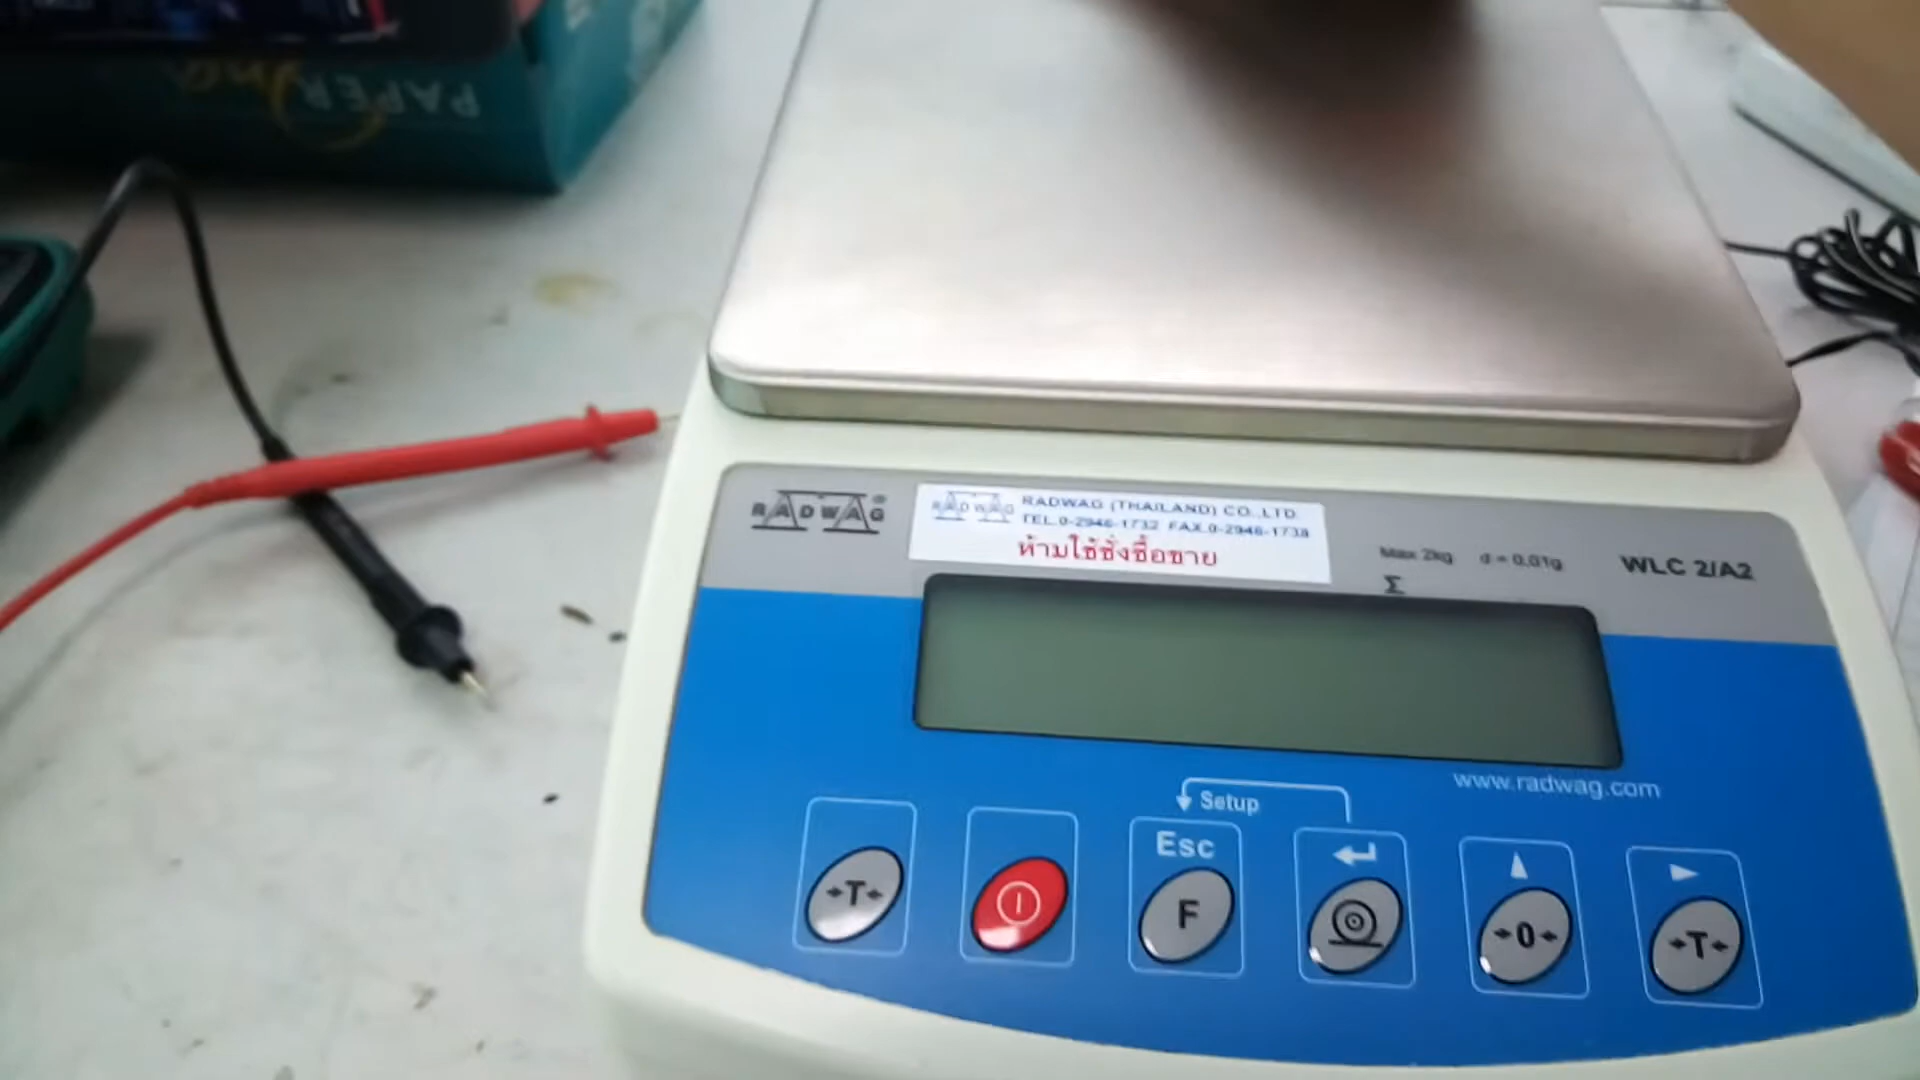 PAPER
RADWAG
RADWAG
RADWAG (THAILAND) CO.,LTD.
TEL.0-2946-1732 FAX.0-2946-1738
ห้ามใช้ชั่งซื้อขาย
Max 2kg d = 0,01g
WLC 2/A2
Σ
www.radwag.com
Setup
Esc
T
F
0
T